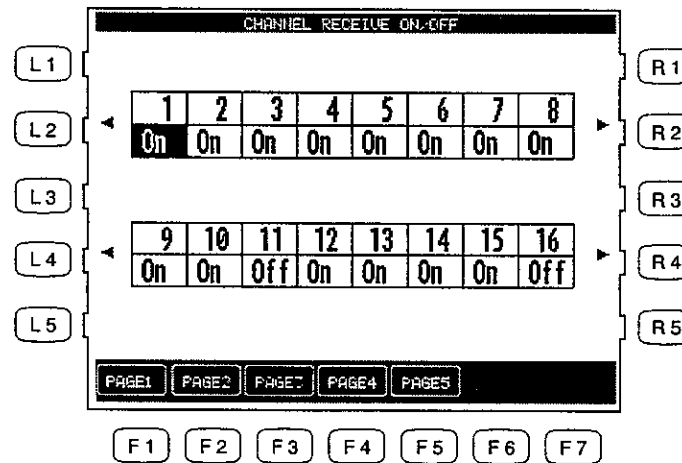 CHANNEL RECEIVE ON/OFF
L1 R1
1 2 3 4 5 6 7 8
L2 On On On On On On On On R2
L3 R3
9 10 11 12 13 14 15 16
L4 On On Off On On On On Off R4
L5 R5
PAGE1 PAGE2 PAGE3 PAGE4 PAGE5
F1 F2 F3 F4 F5 F6 F7